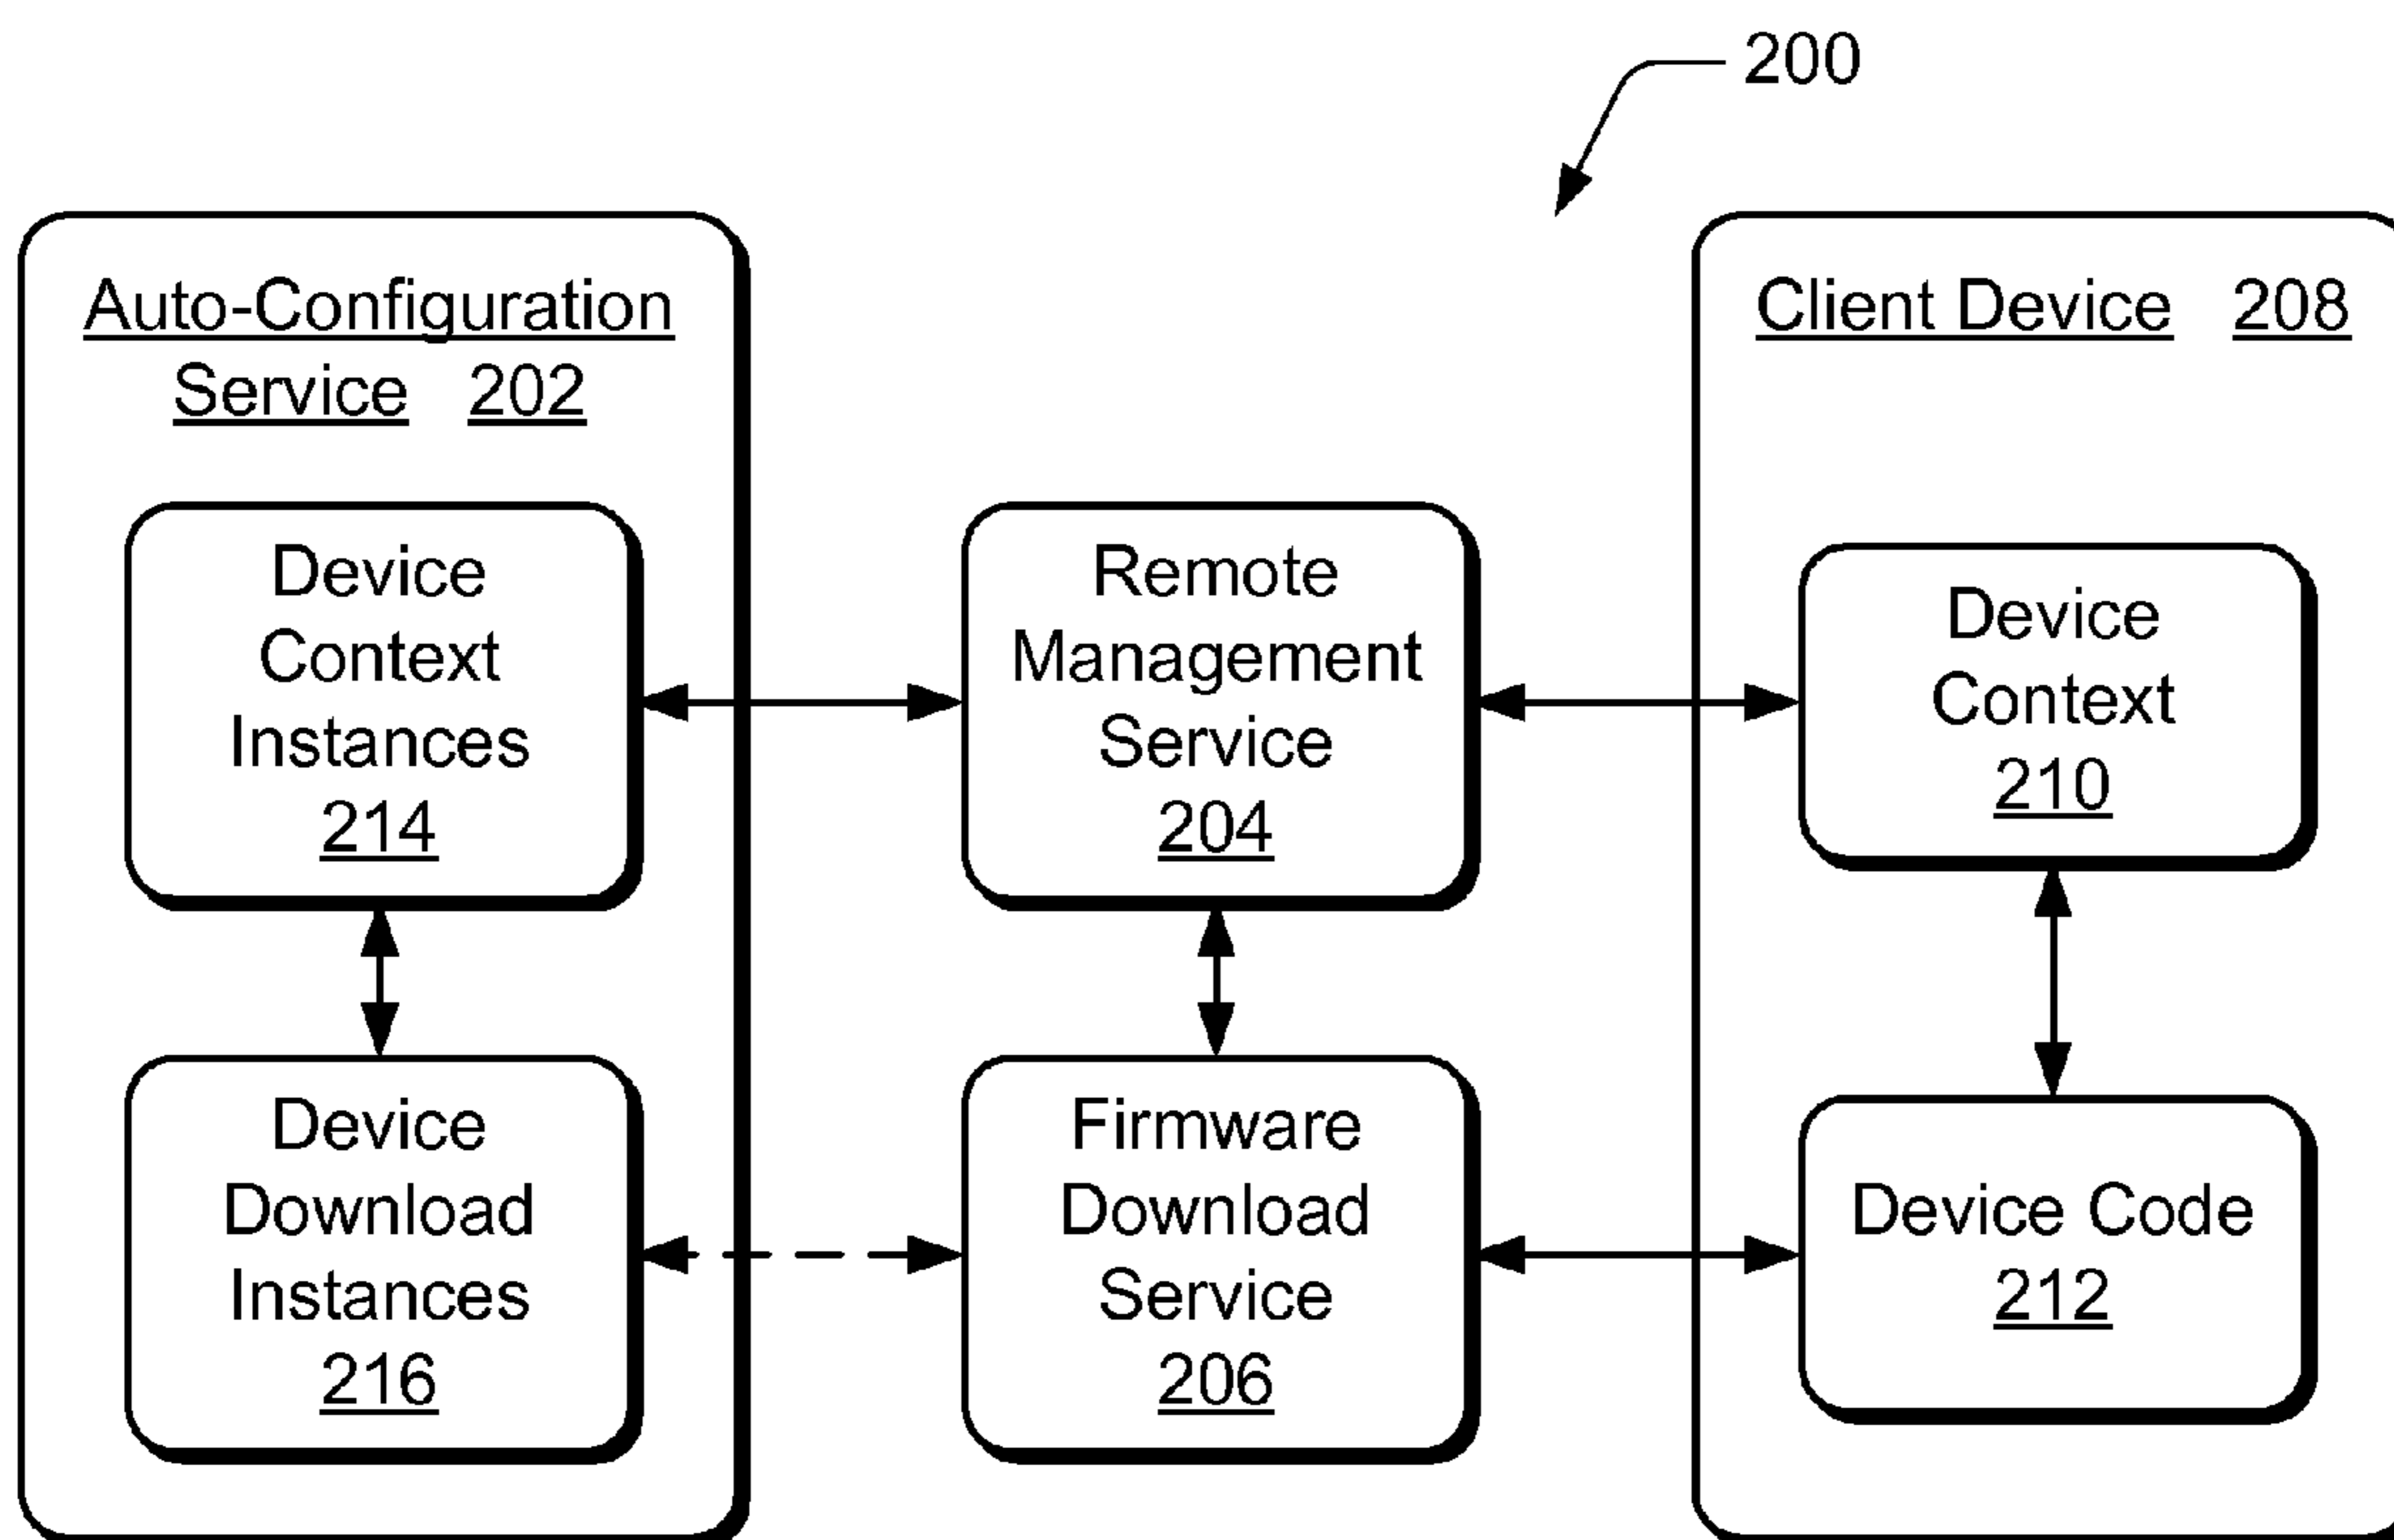 200
Auto-Configuration
Service 202
Client Device 208
Device
Context
Instances
214
Remote
Management
Service
204
Device
Context
210
Device
Download
Instances
216
Firmware
Download
Service
206
Device Code
212